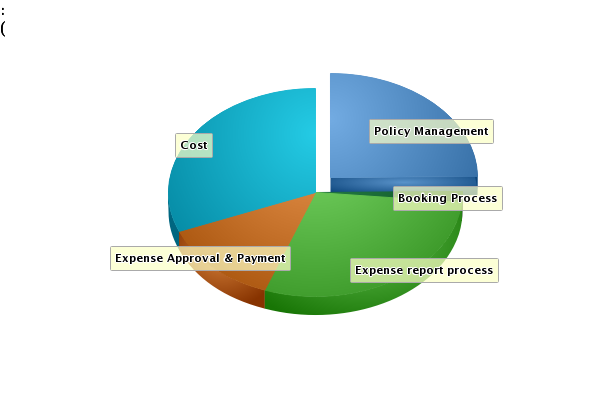 :
(
Policy Management
Cost
Booking Process
Expense Approval & Payment
Expense report process